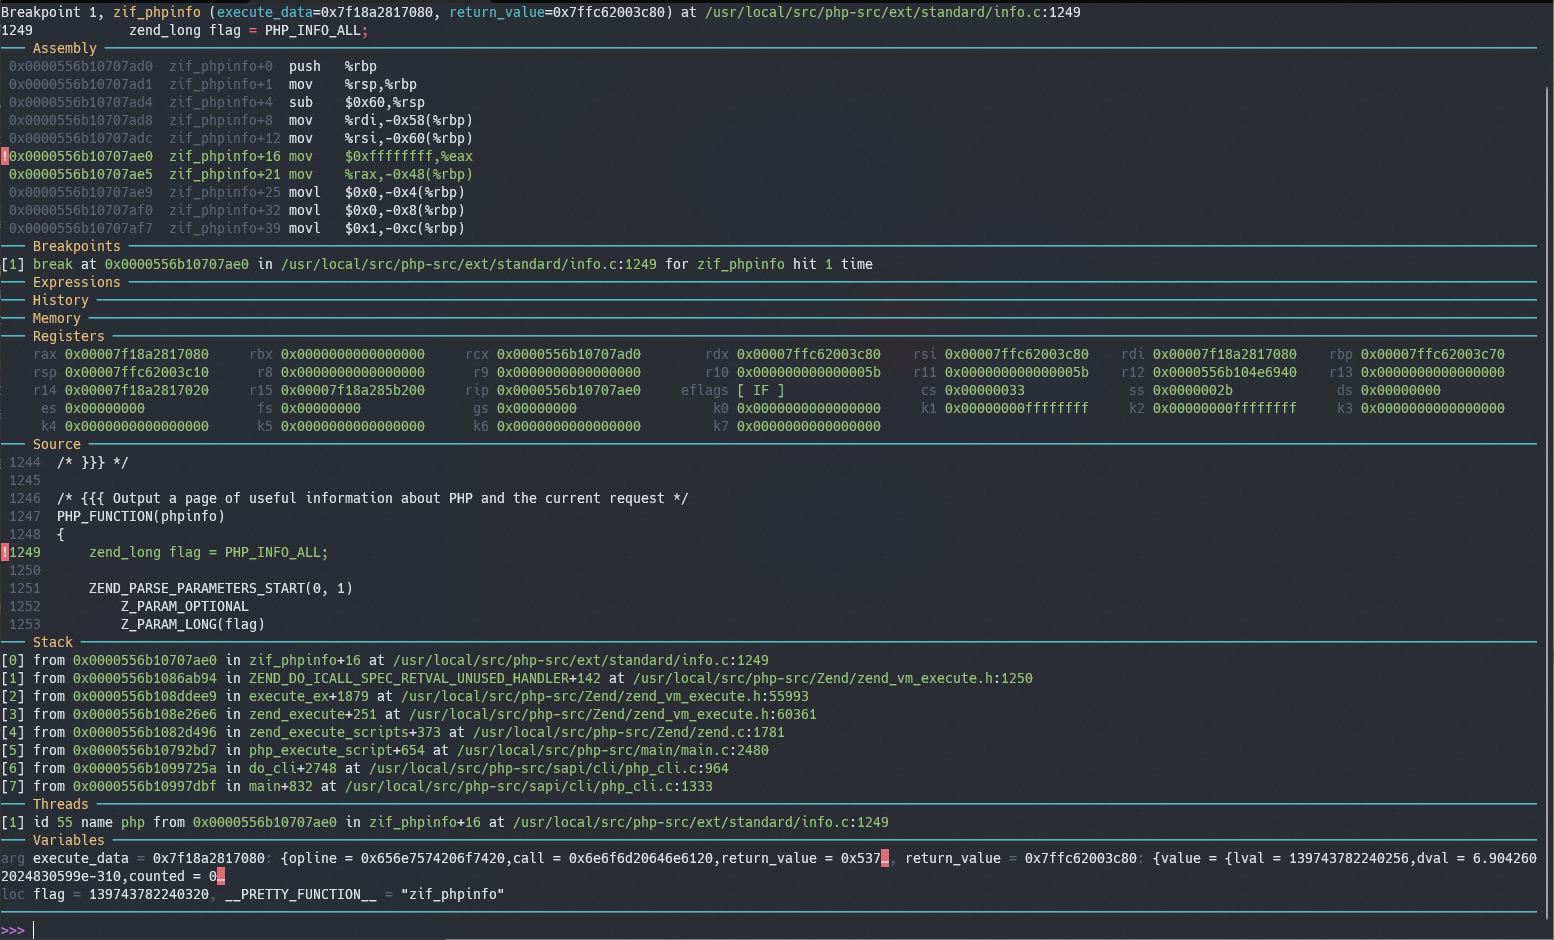 Breakpoint 1, zif_phpinfo (execute_data=0x7f18a2817080, return_value=0x7ffc62003c80) at /usr/local/src/php-src/ext/standard/info.c:1249
1249            zend_long flag = PHP_INFO_ALL;
Assembly
0x0000556b10707ad0  zif_phpinfo+0  push   %rbp
0x0000556b10707ad1  zif_phpinfo+1  mov    %rsp,%rbp
0x0000556b10707ad4  zif_phpinfo+4  sub    $0x60,%rsp
0x0000556b10707ad8  zif_phpinfo+8  mov    %rdi,-0x58(%rbp)
0x0000556b10707adc  zif_phpinfo+12 mov    %rsi,-0x60(%rbp)
!0x0000556b10707ae0  zif_phpinfo+16 mov    $0xffffffff,%eax
0x0000556b10707ae5  zif_phpinfo+21 mov    %rax,-0x48(%rbp)
0x0000556b10707ae9  zif_phpinfo+25 movl   $0x0,-0x4(%rbp)
0x0000556b10707af0  zif_phpinfo+32 movl   $0x0,-0x8(%rbp)
0x0000556b10707af7  zif_phpinfo+39 movl   $0x1,-0xc(%rbp)
Breakpoints
[1] break at 0x0000556b10707ae0 in /usr/local/src/php-src/ext/standard/info.c:1249 for zif_phpinfo hit 1 time
Expressions
History
Memory
Registers
rax 0x00007f18a2817080     rbx 0x0000000000000000     rcx 0x0000556b10707ad0     rdx 0x00007ffc62003c80    rsi 0x00007ffc62003c80    rdi 0x00007f18a2817080    rbp 0x00007ffc62003c70
rsp 0x00007ffc62003c10      r8 0x0000000000000000      r9 0x0000000000000000     r10 0x000000000000005b    r11 0x000000000000005b    r12 0x0000556b104e6940    r13 0x0000000000000000
r14 0x00007f18a2817020     r15 0x00007f18a285b200     rip 0x0000556b10707ae0  eflags [ IF ]                 cs 0x00000033             ss 0x0000002b             ds 0x00000000
es 0x00000000              fs 0x00000000              gs 0x00000000              k0 0x0000000000000000     k1 0x00000000ffffffff     k2 0x00000000ffffffff     k3 0x0000000000000000
k4 0x0000000000000000      k5 0x0000000000000000      k6 0x0000000000000000      k7 0x0000000000000000
Source
1244  /* }}} */
1245
1246  /* {{{ Output a page of useful information about PHP and the current request */
1247  PHP_FUNCTION(phpinfo)
1248  {
!1249      zend_long flag = PHP_INFO_ALL;
1250
1251      ZEND_PARSE_PARAMETERS_START(0, 1)
1252          Z_PARAM_OPTIONAL
1253          Z_PARAM_LONG(flag)
Stack
[0] from 0x0000556b10707ae0 in zif_phpinfo+16 at /usr/local/src/php-src/ext/standard/info.c:1249
[1] from 0x0000556b1086ab94 in ZEND_DO_ICALL_SPEC_RETVAL_UNUSED_HANDLER+142 at /usr/local/src/php-src/Zend/zend_vm_execute.h:1250
[2] from 0x0000556b108ddee9 in execute_ex+1879 at /usr/local/src/php-src/Zend/zend_vm_execute.h:55993
[3] from 0x0000556b108e26e6 in zend_execute+251 at /usr/local/src/php-src/Zend/zend_vm_execute.h:60361
[4] from 0x0000556b1082d496 in zend_execute_scripts+373 at /usr/local/src/php-src/Zend/zend.c:1781
[5] from 0x0000556b10792bd7 in php_execute_script+654 at /usr/local/src/php-src/main/main.c:2480
[6] from 0x0000556b1099725a in do_cli+2748 at /usr/local/src/php-src/sapi/cli/php_cli.c:964
[7] from 0x0000556b10997dbf in main+832 at /usr/local/src/php-src/sapi/cli/php_cli.c:1333
Threads
[1] id 55 name php from 0x0000556b10707ae0 in zif_phpinfo+16 at /usr/local/src/php-src/ext/standard/info.c:1249
Variables
arg execute_data = 0x7f18a2817080: {opline = 0x656e7574206f7420,call = 0x6e6f6d20646e6120,return_value = 0x537…, return_value = 0x7ffc62003c80: {value = {lval = 139743782240256,dval = 6.904260
2024830599e-310,counted = 0…
loc flag = 139743782240320, __PRETTY_FUNCTION__ = "zif_phpinfo"
>>>